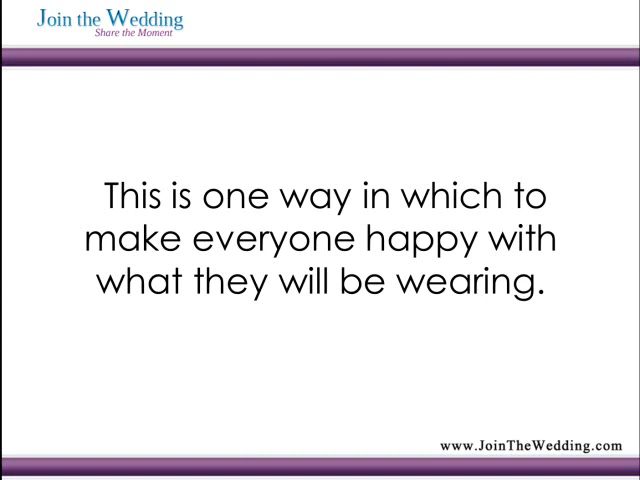 Join the Wedding
Share the Moment
This is one way in which to
make everyone happy with
what they will be wearing.
www.JoinTheWedding.com